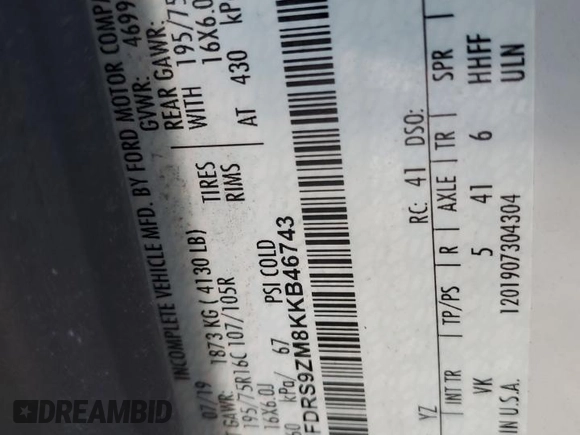 INCOMPLETE VEHICLE MFD. BY FORD MOTOR COMPA
GVWR: 4699
07/19
1873 KG ( 4130 LB) REAR GAWR:
GAWR:
195/75R16C 107/105R TIRES WITH 195/75
16X6.0J RIMS 16X6.0
kPa/ 67 PSI COLD AT 430 kP
FDRS9ZM8KKB46743
RC: 41 DSO:
YZ
INT TR TP/PS R AXLE TR SPR
VK 5 41 6 HHFF
IN U.S.A. 1201907304304 ULN
DREAMBID